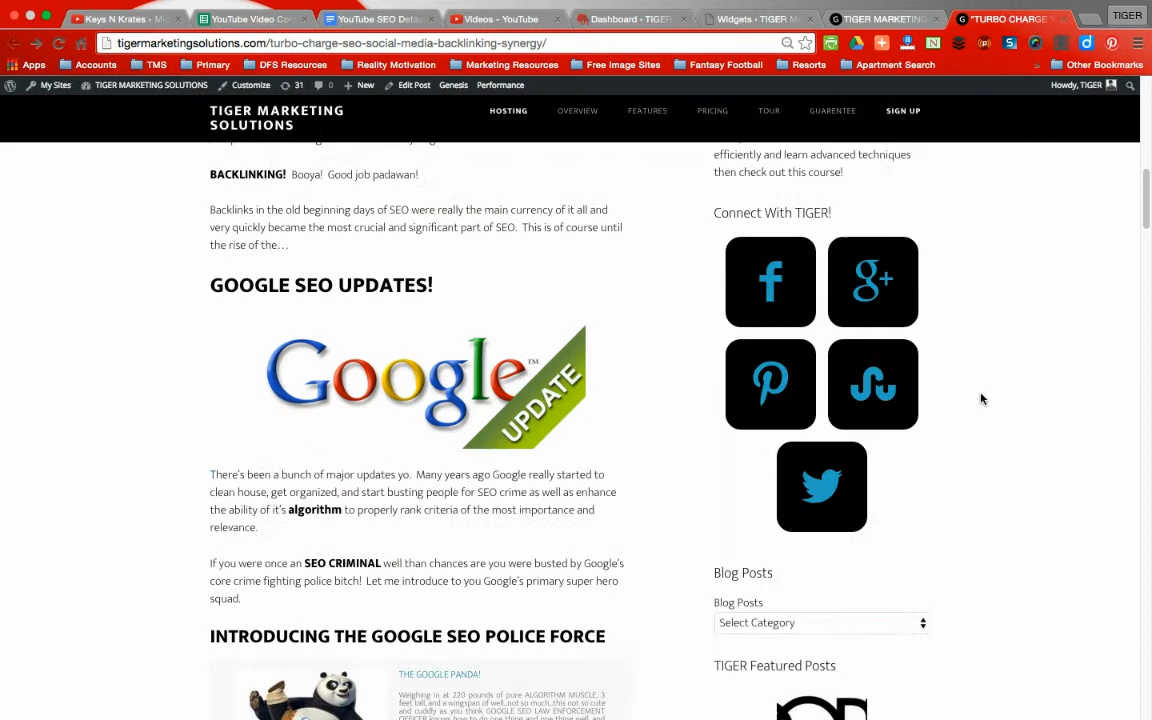 Keys N Krates - Mi
YouTube Video Con
YouTube SEO Defa
Videos - YouTube
Dashboard ‹ TIGER
Widgets ‹ TIGER M
TIGER MARKETING
"TURBO CHARGE
TIGER
tigermarketingsolutions.com/turbo-charge-seo-social-media-backlinking-synergy/
Apps
Accounts
TMS
Primary
DFS Resources
Reality Motivation
Marketing Resources
Free Image Sites
Fantasy Football
Resorts
Apartment Search
Other Bookmarks
My Sites
TIGER MARKETING SOLUTIONS
Customize
31
0
New
Edit Post
Genesis
Performance
Howdy, TIGER
TIGER MARKETING
SOLUTIONS
HOSTING
OVERVIEW
FEATURES
PRICING
TOUR
GUARENTEE
SIGN UP
BACKLINKING! Booya! Good job padawan!
Backlinks in the old beginning days of SEO were really the main currency of it all and
very quickly became the most crucial and significant part of SEO. This is of course until
the rise of the…
GOOGLE SEO UPDATES!
Google™
UPDATE
There's been a bunch of major updates yo. Many years ago Google really started to
clean house, get organized, and start busting people for SEO crime as well as enhance
the ability of it's algorithm to properly rank criteria of the most importance and
relevance.
If you were once an SEO CRIMINAL well than chances are you were busted by Google's
core crime fighting police bitch! Let me introduce to you Google's primary super hero
squad.
INTRODUCING THE GOOGLE SEO POLICE FORCE
THE GOOGLE PANDA!
Weighing in at 220 pounds of pure ALGORITHM MUSCLE, 3
feet tall, and a wingspan of well..not so much..this not so cute
and cuddly as you think GOOGLE SEO LAW ENFORCEMENT
OFFICER knows how to do one thing and one thing well, and
efficiently and learn advanced techniques
then check out this course!
Connect With TIGER!
Blog Posts
Blog Posts
Select Category
TIGER Featured Posts